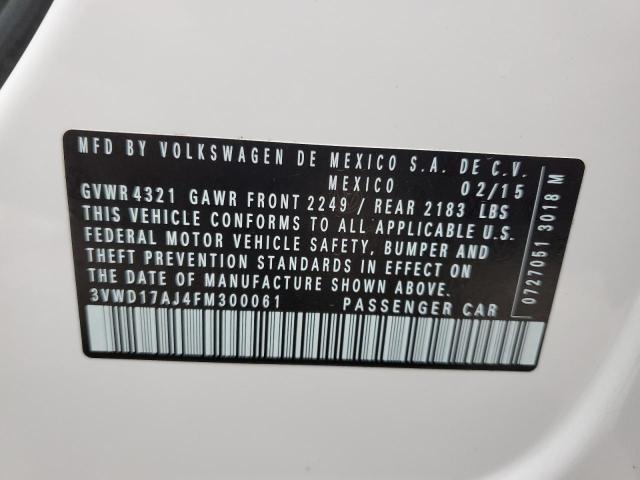 MFD BY VOLKSWAGEN DE MEXICO S.A. DE C.V.
MEXICO 02/15
GVWR 4321 GAWR FRONT 2249 / REAR 2183 LBS
THIS VEHICLE CONFORMS TO ALL APPLICABLE U.S.
FEDERAL MOTOR VEHICLE SAFETY, BUMPER AND
THEFT PREVENTION STANDARDS IN EFFECT ON
THE DATE OF MANUFACTURE SHOWN ABOVE.
3VWD17AJ4FM300061 PASSENGER CAR
0727051 3018 M